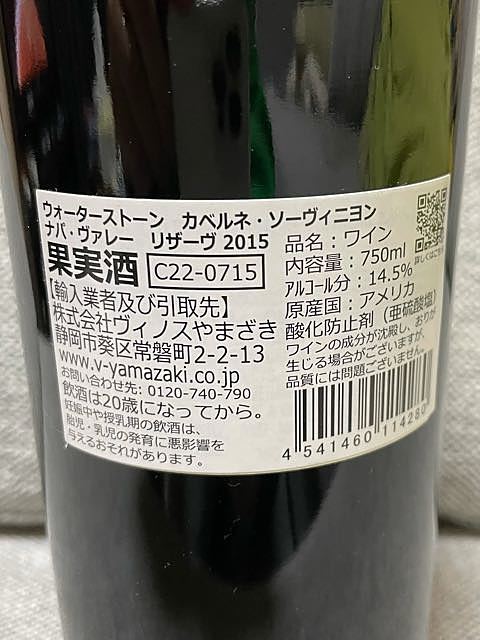 ウォーターストーン カベルネ・ソーヴィニヨン
ナパ・ヴァレー リザーヴ 2015
果実酒 C22-0715
【輸入業者及び引取先】
株式会社ヴィノスやまざき
静岡市葵区常磐町2-2-13
www.v-yamazaki.co.jp
お問い合わせ先: 0120-740-790
飲酒は20歳になってから。
妊娠中や授乳期の飲酒は、
胎児・乳児の発育に悪影響を
与えるおそれがあります。
品名：ワイン
内容量：750ml
アルコール分：14.5%
原産国：アメリカ
酸化防止剤（亜硫酸塩）
ワインの成分が沈殿し、おりが
生じる場合がございますが、
品質には問題ございません。
詳しくはこちら
4 541460 114280